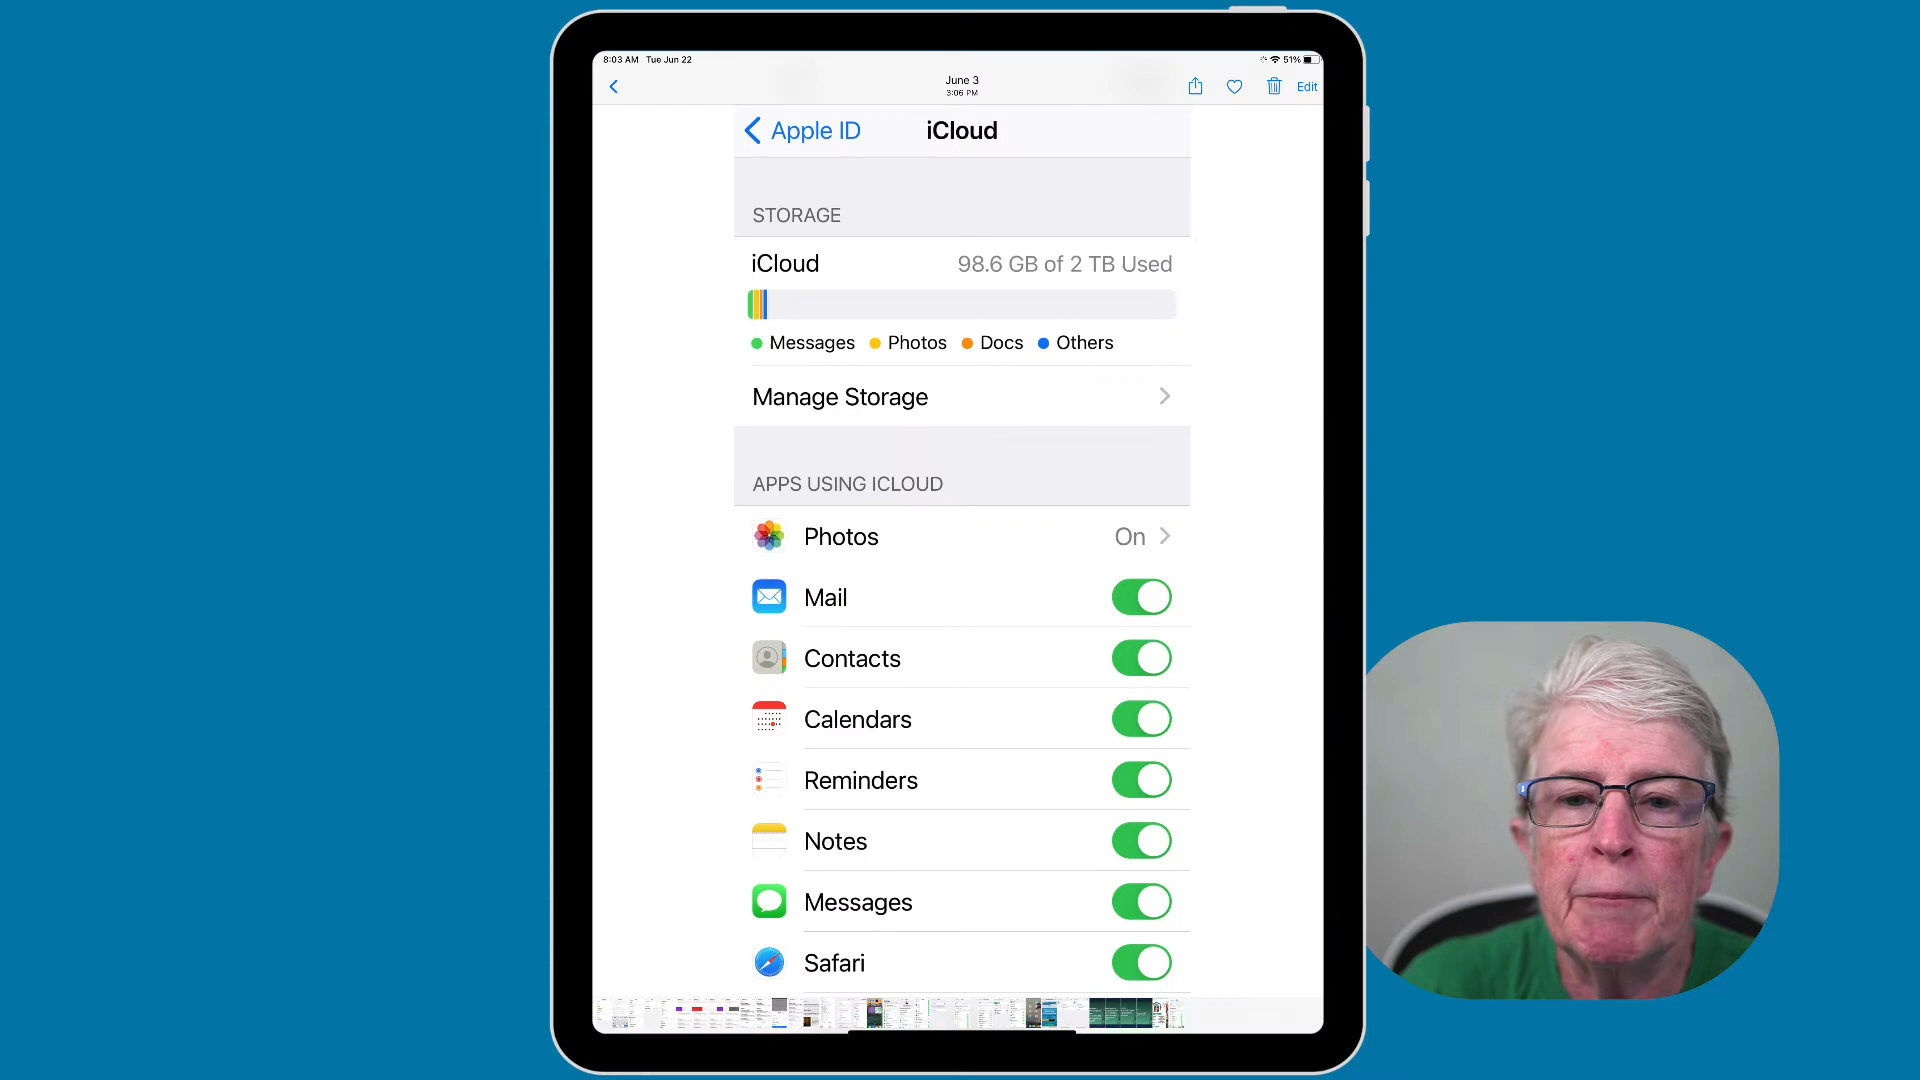 8:03 AM Tue Jun 22
51%
June 3
3:06 PM
Edit
Apple ID
iCloud
STORAGE
iCloud
98.6 GB of 2 TB Used
Messages Photos Docs Others
Manage Storage
APPS USING ICLOUD
Photos On
Mail
Contacts
Calendars
Reminders
Notes
Messages
Safari